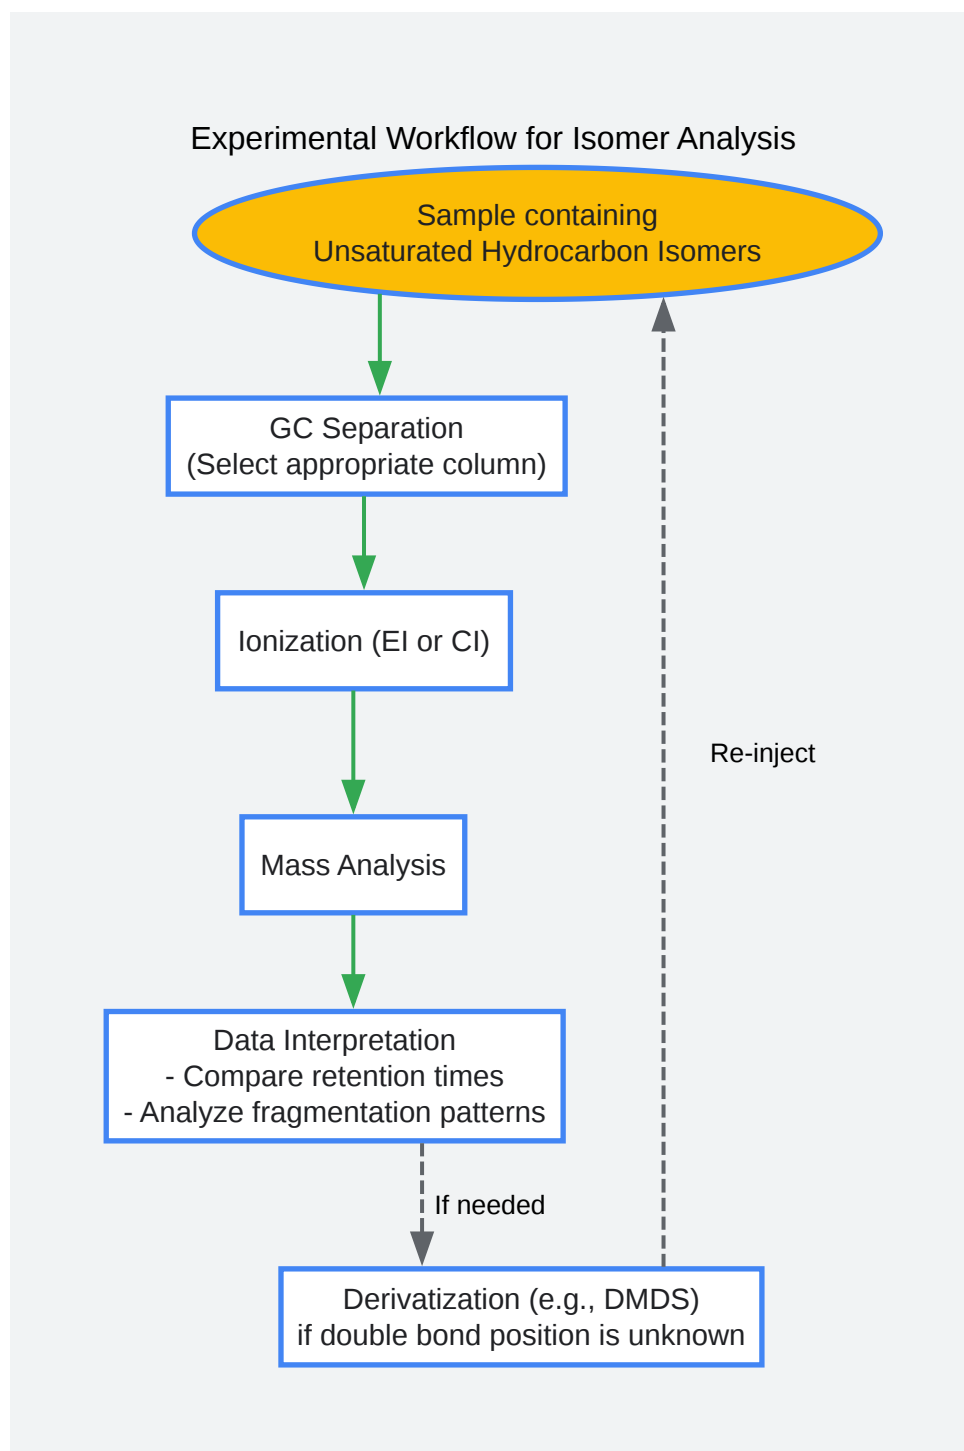 Experimental Workflow for Isomer Analysis
Sample containing
Unsaturated Hydrocarbon Isomers
GC Separation
(Select appropriate column)
Ionization (EI or CI)
Re-inject
Mass Analysis
Data Interpretation
- Compare retention times
- Analyze fragmentation patterns
If needed
Derivatization (e.g., DMDS)
if double bond position is unknown